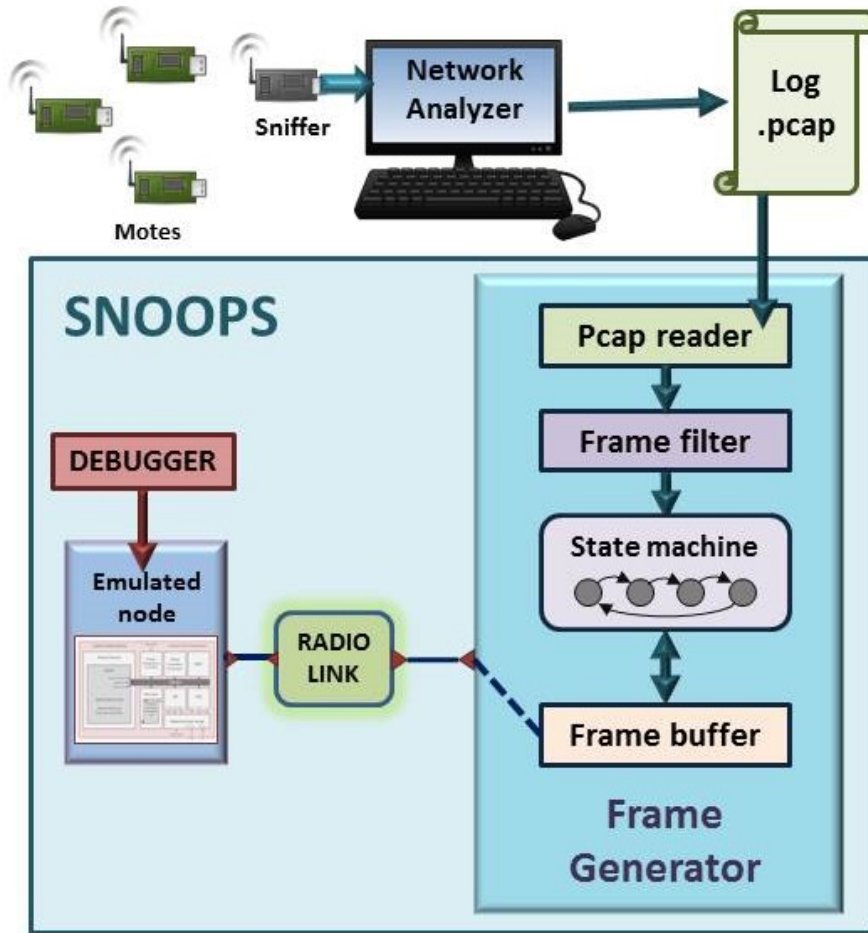 Network
Analyzer
Log
.pcap
Sniffer
Motes
SNOOPS
Pcap reader
Frame filter
DEBUGGER
State machine
Emulated
node
RADIO
LINK
Frame buffer
Frame
Generator